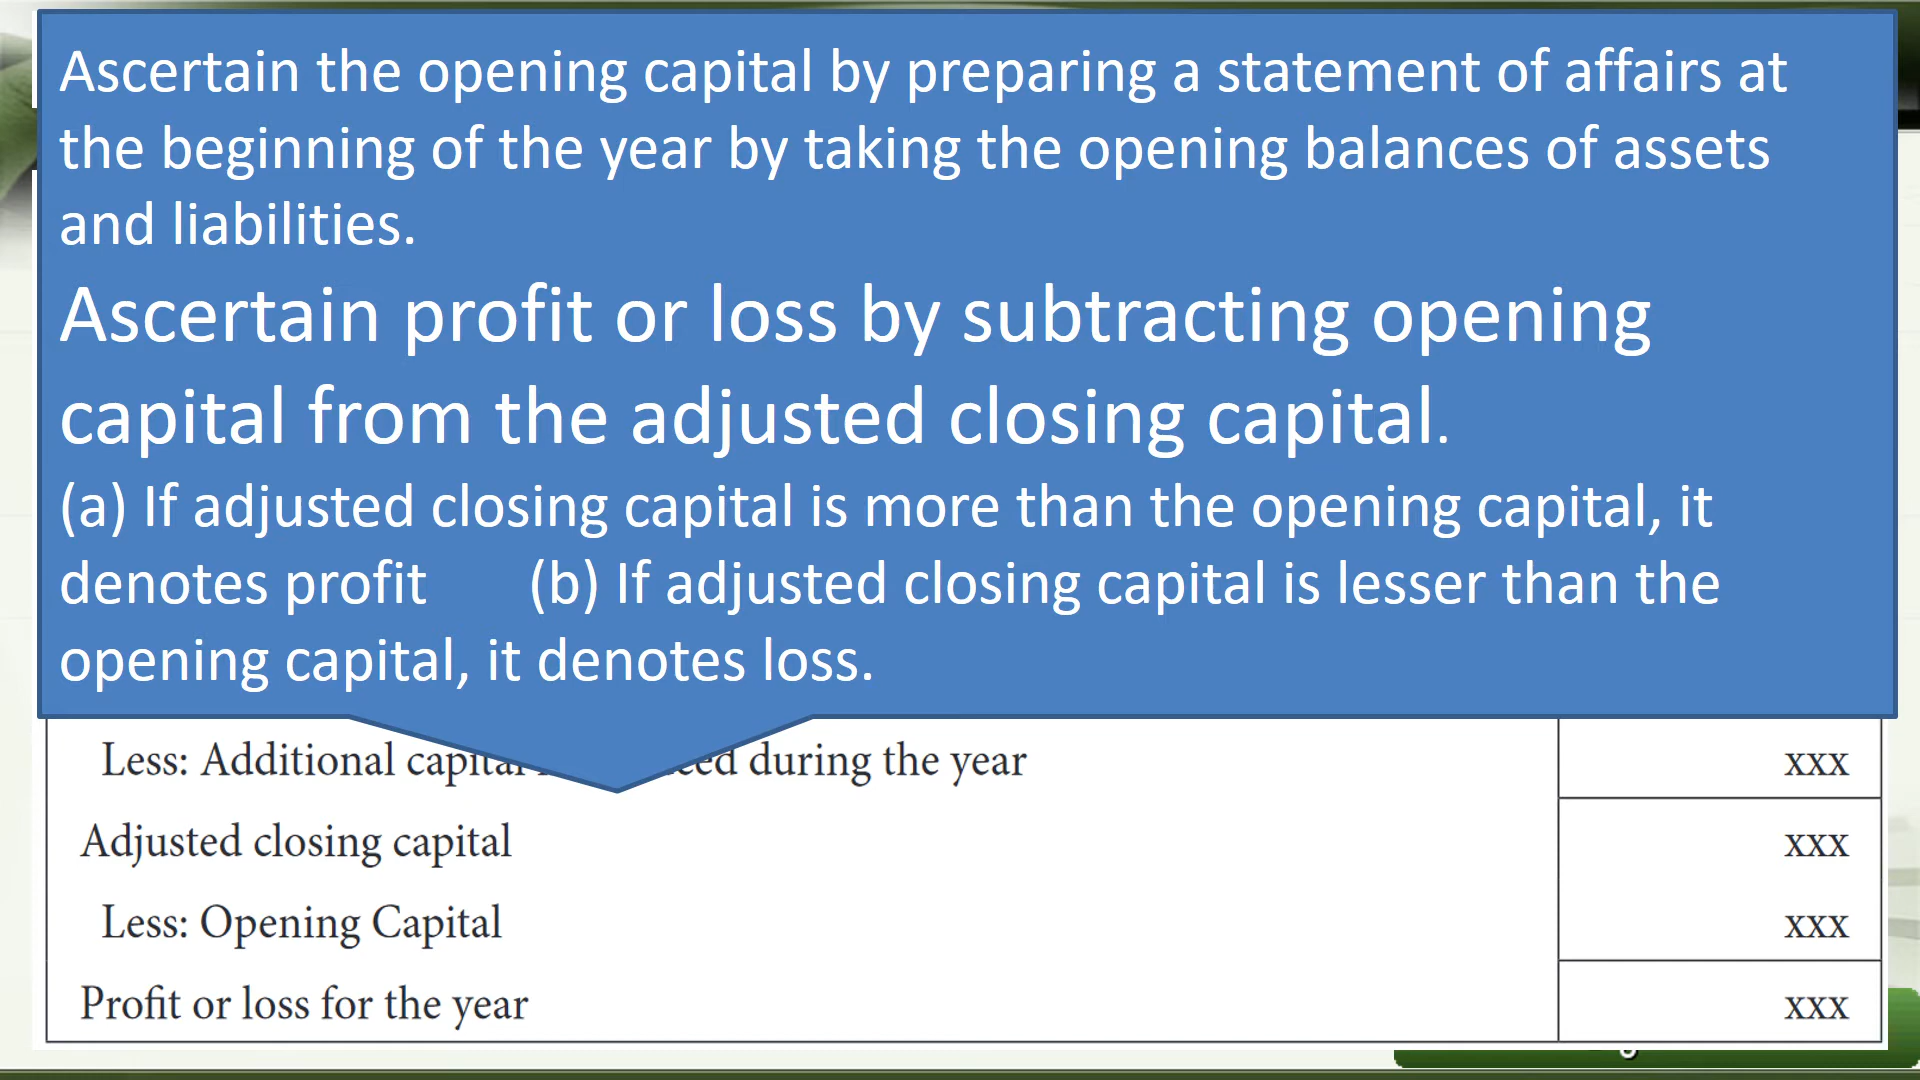 Ascertain the opening capital by preparing a statement of affairs at
the beginning of the year by taking the opening balances of assets
and liabilities.
Ascertain profit or loss by subtracting opening
capital from the adjusted closing capital.
(a) If adjusted closing capital is more than the opening capital, it
denotes profit (b) If adjusted closing capital is lesser than the
opening capital, it denotes loss.
Less: Additional capital during the year xxx
Adjusted closing capital xxx
Less: Opening Capital xxx
Profit or loss for the year xxx